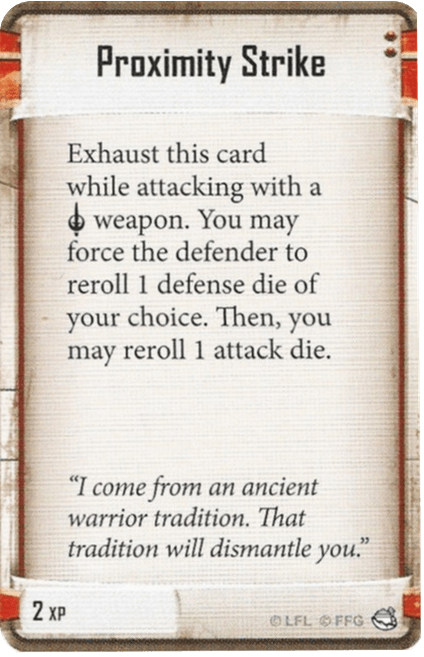 Proximity Strike
Exhaust this card
while attacking with a
weapon. You may
force the defender to
reroll 1 defense die of
your choice. Then, you
may reroll 1 attack die.
“I come from an ancient
warrior tradition. That
tradition will dismantle you.”
2 XP
© LFL © FFG